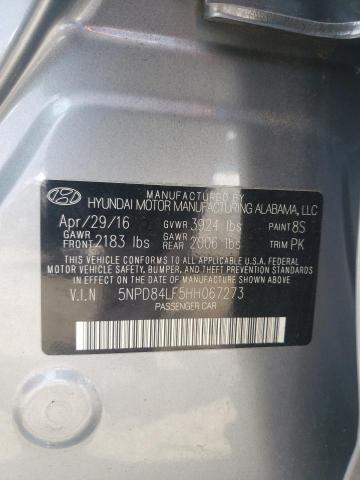 MANUFACTURED BY
HYUNDAI MOTOR MANUFACTURING ALABAMA, LLC
Apr/29/16 GVWR 3924 lbs PAINT 8S
GAWR FRONT 2183 lbs GAWR REAR 2006 lbs TRIM PK
THIS VEHICLE CONFORMS TO ALL APPLICABLE U.S.A FEDERAL
MOTOR VEHICLE SAFETY, BUMPER, AND THEFT
PREVENTION STANDARDS IN EFFECT ON THE DATE OF
MANUFACTURE SHOWN ABOVE.
V.I.N 5NPD84LF5HH067273
PASSENGER CAR